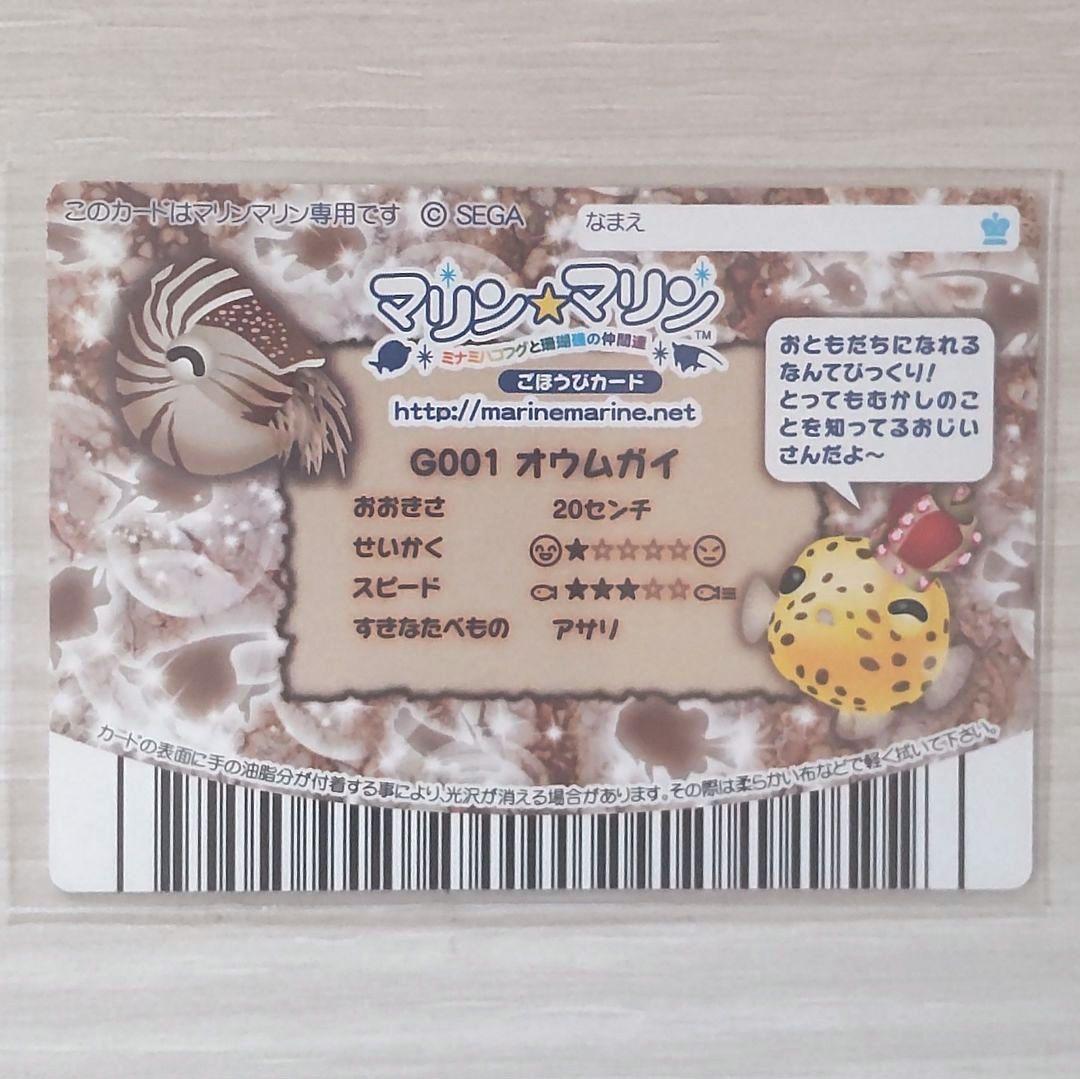 このカードはマリンマリン専用です © SEGA
なまえ
マリン★マリン™
ミナミハコフグと珊瑚礁の仲間達
ごほうびカード
http://marinemarine.net
おともだちになれる
なんてびっくり!
とってもむかしのこ
とを知ってるおじい
さんだよ〜
G001 オウムガイ
おおきさ 20センチ
せいかく ★☆☆☆☆
スピード ★★★☆☆
すきなたべもの アサリ
カードの表面に手の油脂分が付着する事により、光沢が消える場合があります。その際は柔らかい布などで軽く拭いて下さい。